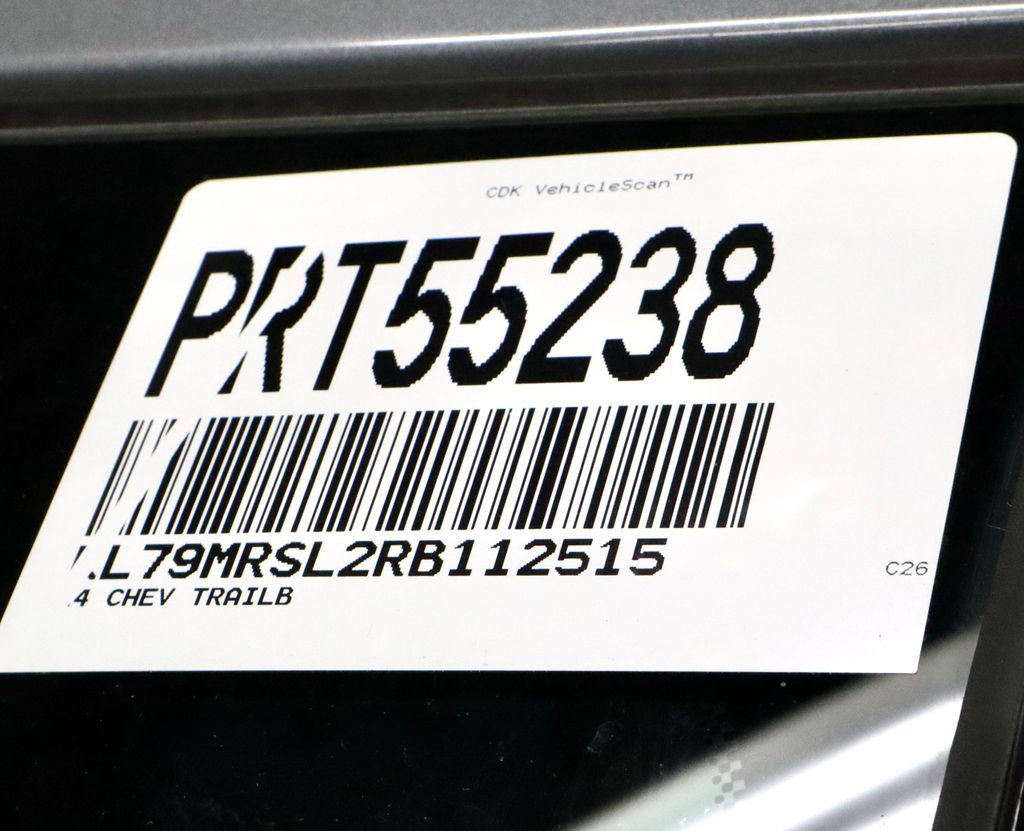 CDK VehicleScan™
PRT55238
L79MRSL2RB112515
C26
4 CHEV TRAILB